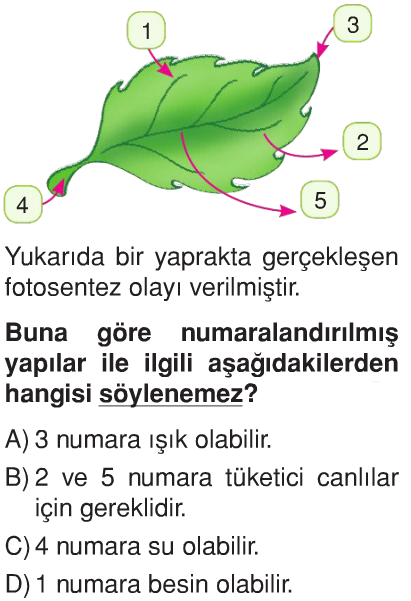 1
3
2
5
4
Yukarıda bir yaprakta gerçekleşen
fotosentez olayı verilmiştir.
Buna göre numaralandırılmış
yapılar ile ilgili aşağıdakilerden
hangisi söylenemez?
A) 3 numara ışık olabilir.
B) 2 ve 5 numara tüketici canlılar
için gereklidir.
C) 4 numara su olabilir.
D) 1 numara besin olabilir.